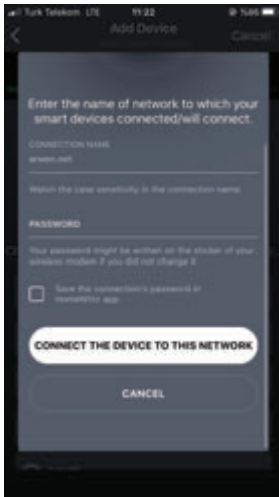 Turk Telekom LTE 11:22 %86
Add Device
Cancel
Enter the name of network to which your
smart devices connected/will connect.
CONNECTION NAME
Watch the case sensitivity in the connection name
PASSWORD
Your password might be written on the sticker of your
wireless modem if you did not change it
Save the connection's password in
app.
CONNECT THE DEVICE TO THIS NETWORK
CANCEL